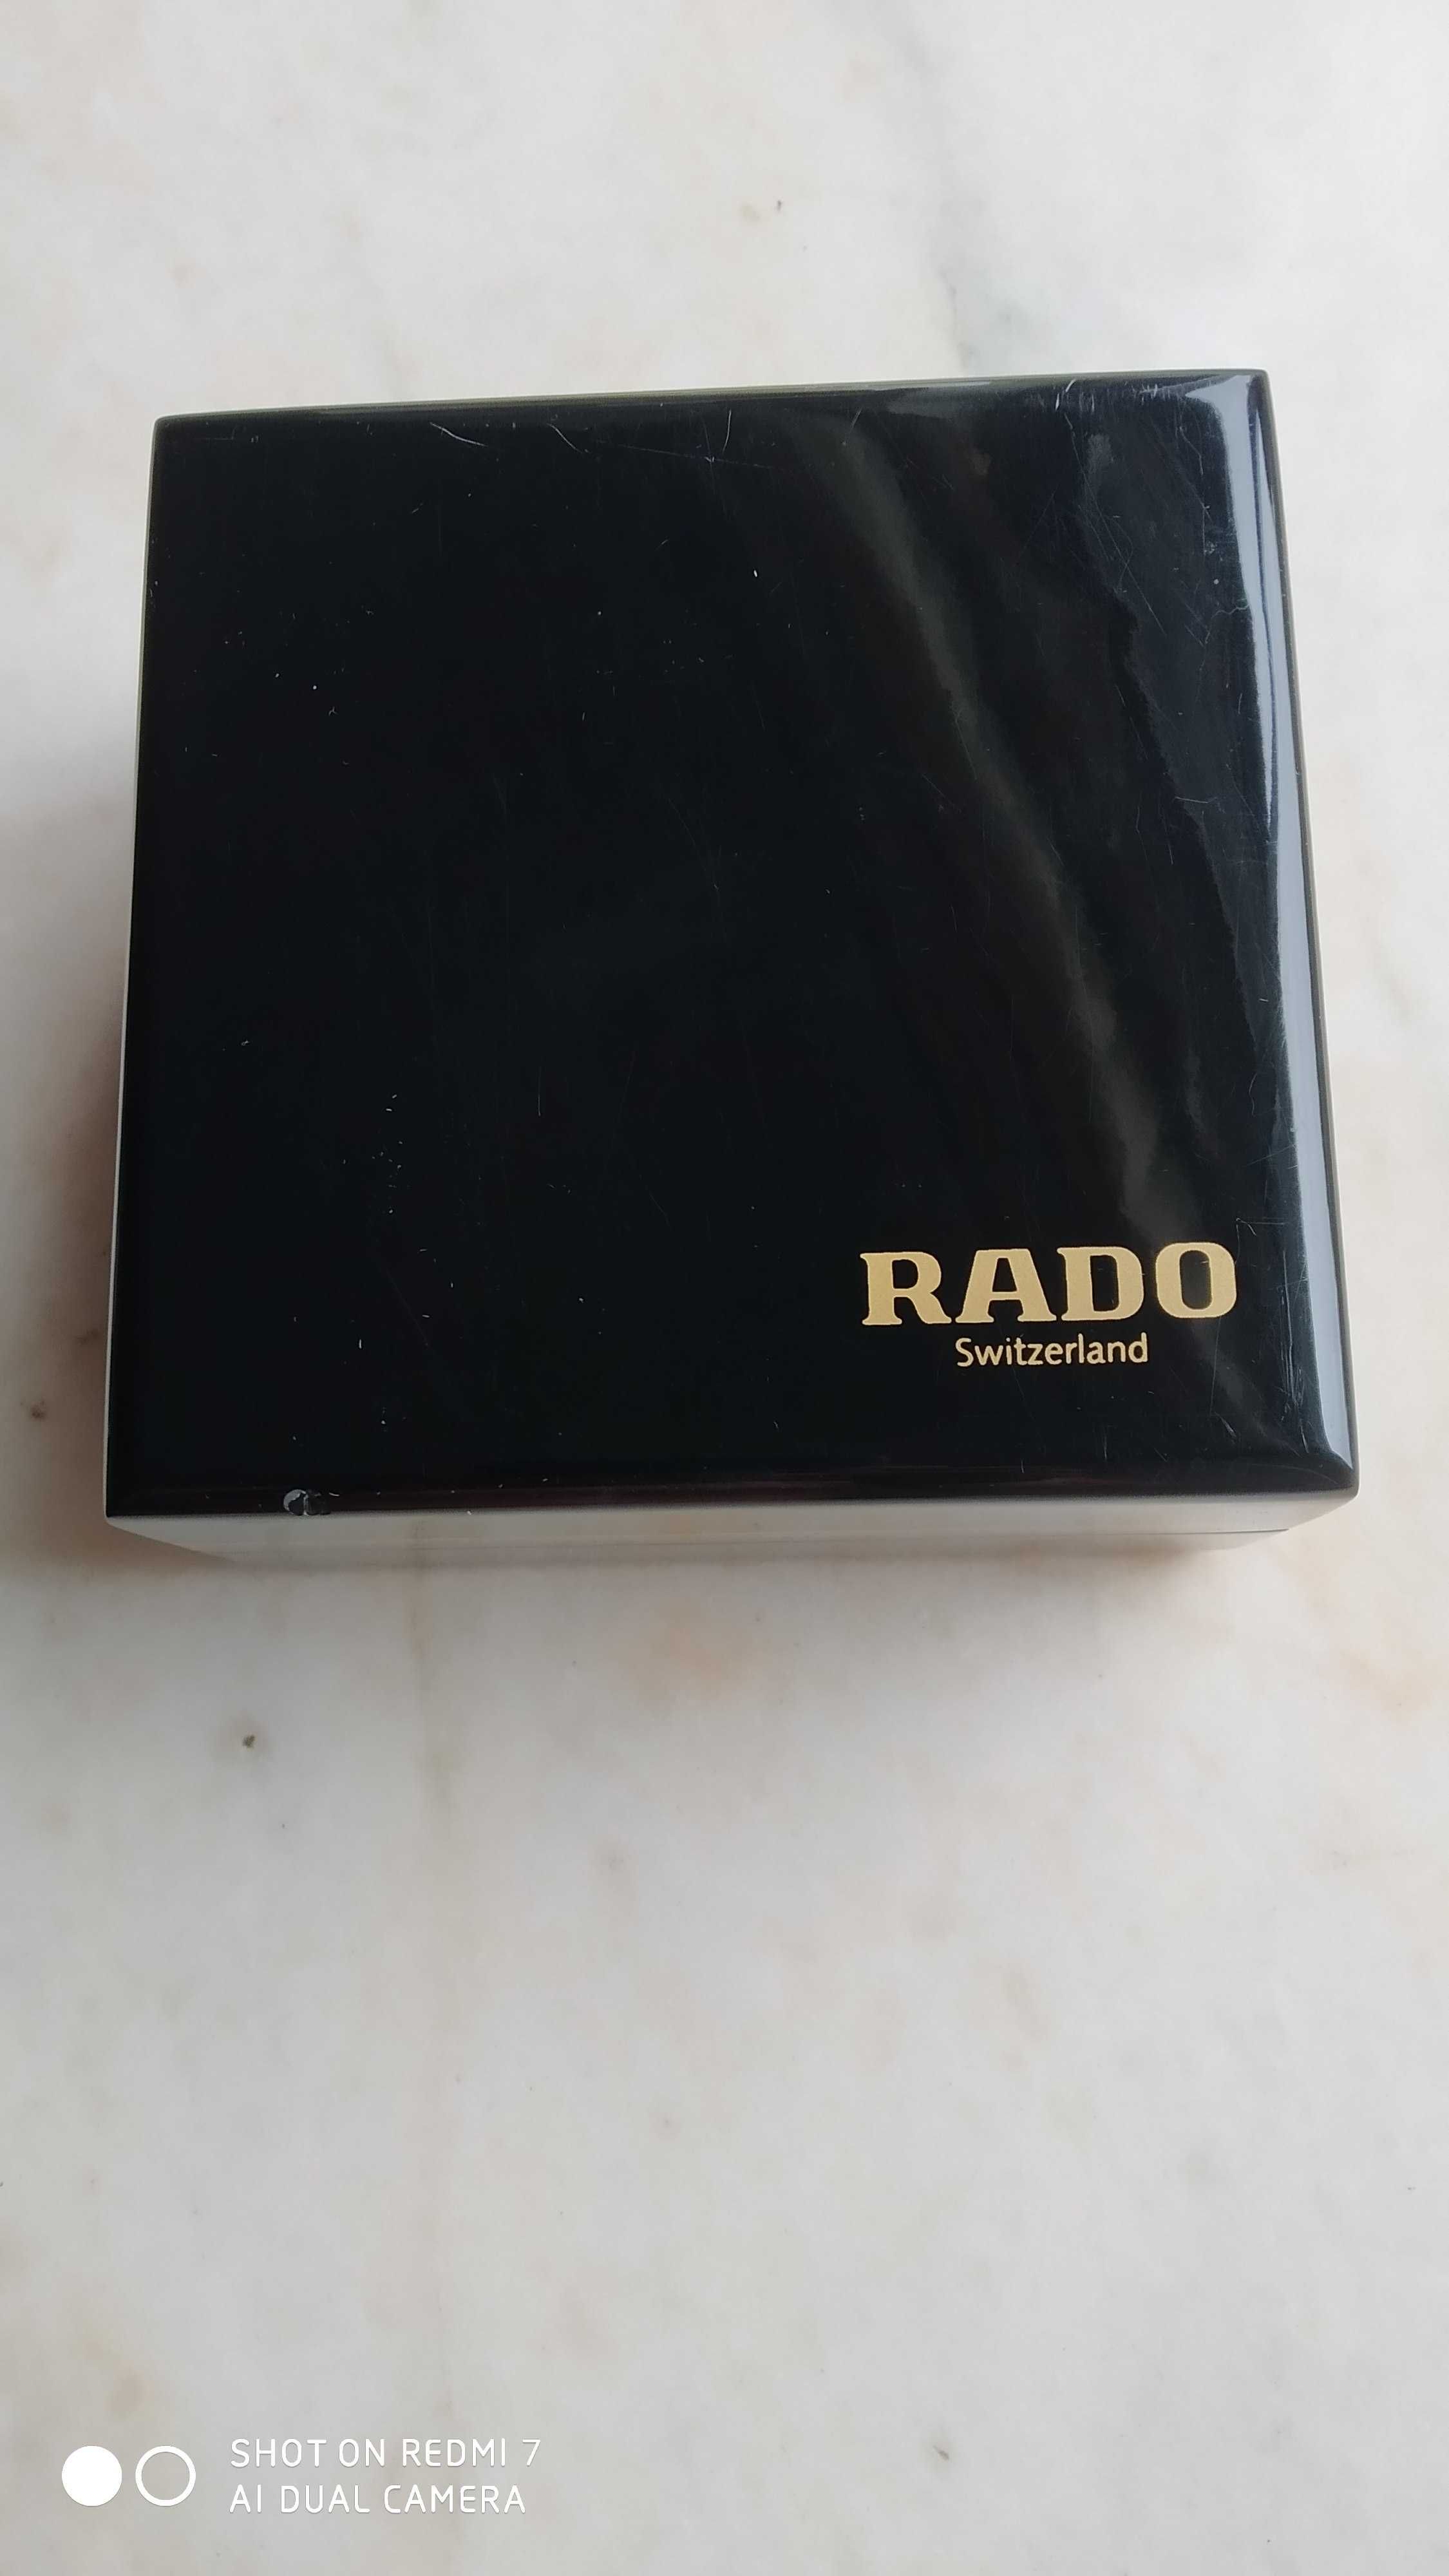 RADO
Switzerland
SHOT ON REDMI 7
AI DUAL CAMERA